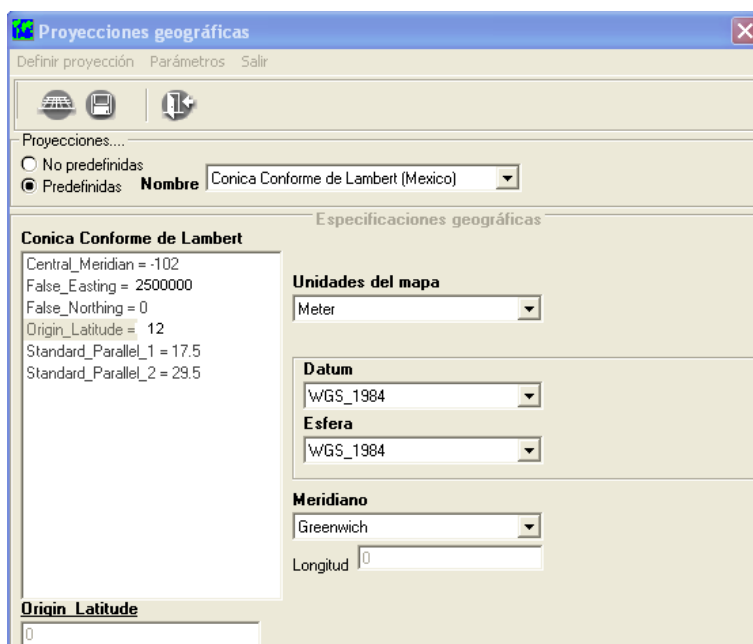 Proyecciones geográficas
Definir proyección Parámetros Salir
Proyecciones....
No predefinidas
Predefinidas
Nombre
Conica Conforme de Lambert (Mexico)
Especificaciones geográficas
Conica Conforme de Lambert
Central_Meridian = -102
False_Easting = 2500000
False_Northing = 0
Origin_Latitude = 12
Standard_Parallel_1 = 17.5
Standard_Parallel_2 = 29.5
Origin_Latitude
0
Unidades del mapa
Meter
Datum
WGS_1984
Esfera
WGS_1984
Meridiano
Greenwich
Longitud 0